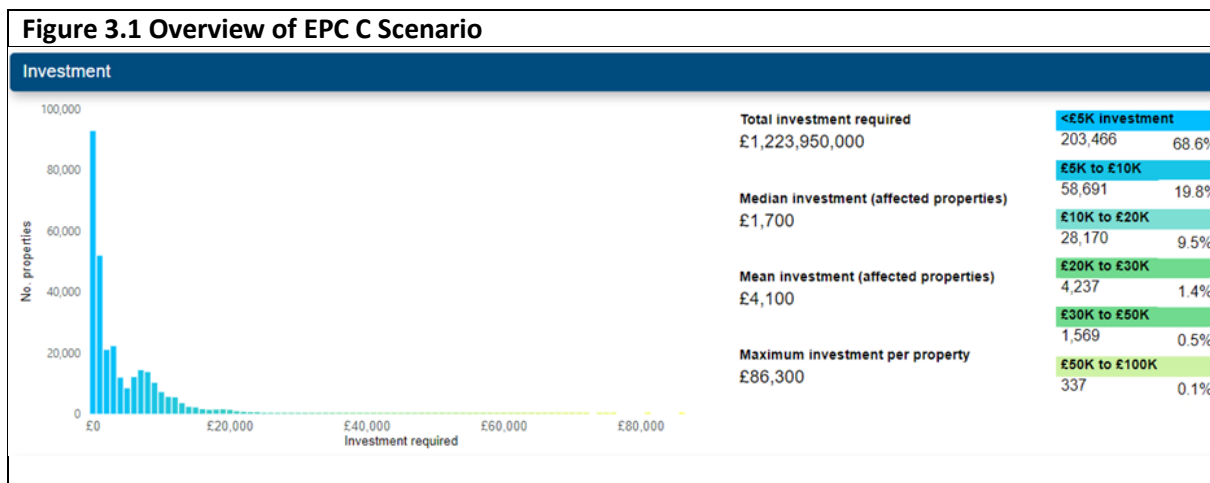 Figure 3.1 Overview of EPC C Scenario
Investment
100,000
80,000
60,000
40,000
20,000
0
No. properties
£0
£20,000
£40,000
£60,000
£80,000
Investment required
Total investment required
£1,223,950,000
Median investment (affected properties)
£1,700
Mean investment (affected properties)
£4,100
Maximum investment per property
£86,300
<£5K investment
203,466 68.6%
£5K to £10K
58,691 19.8%
£10K to £20K
28,170 9.5%
£20K to £30K
4,237 1.4%
£30K to £50K
1,569 0.5%
£50K to £100K
337 0.1%